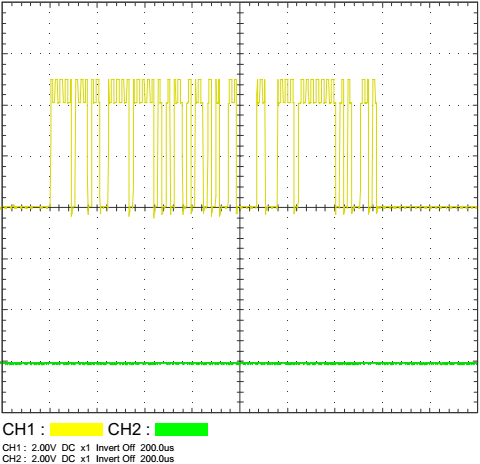 CH1 : CH2 :
CH1 : 2.00V DC x1 Invert Off 200.0us
CH2 : 2.00V DC x1 Invert Off 200.0us